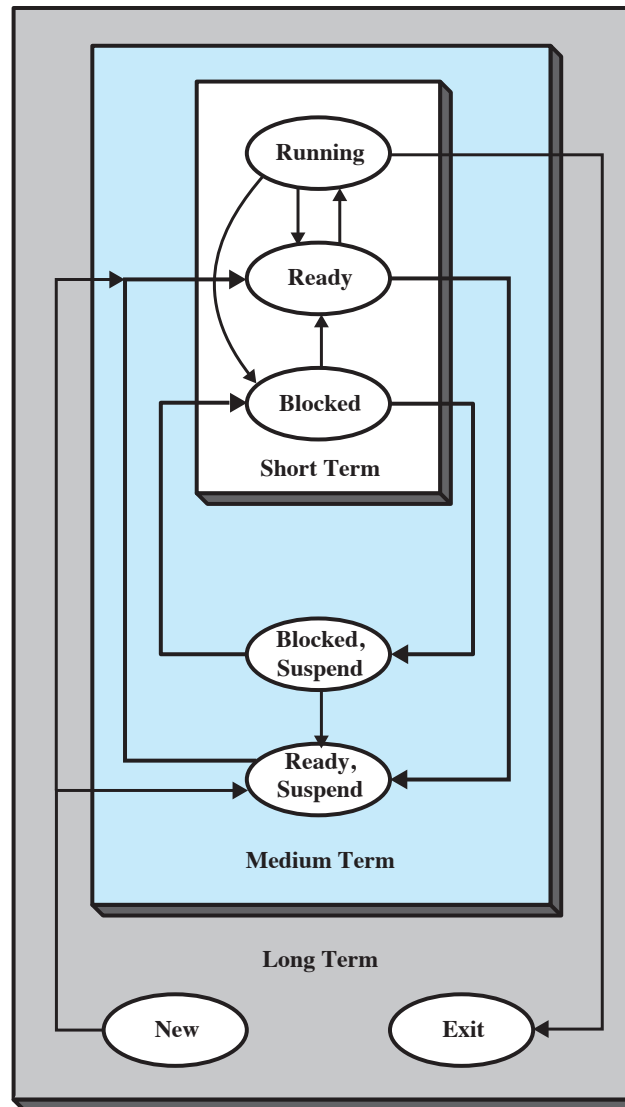 Running
Ready
Blocked
Short Term
Blocked,
Suspend
Ready,
Suspend
Medium Term
Long Term
New
Exit